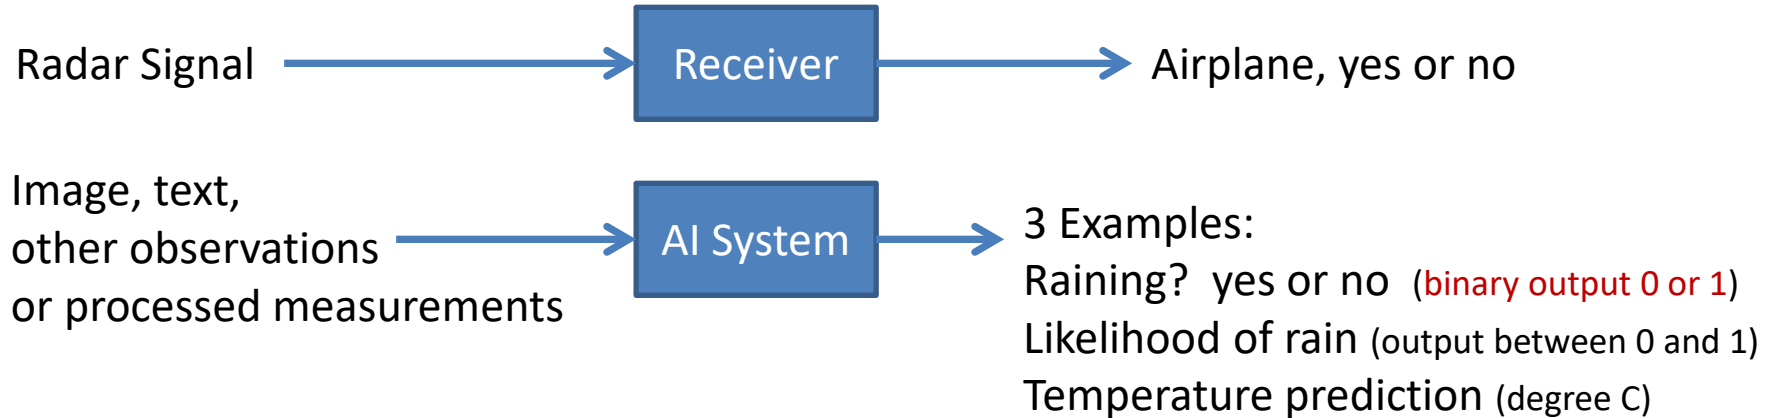 Radar Signal
Receiver
Airplane, yes or no
Image, text,
other observations
or processed measurements
AI System
3 Examples:
Raining? yes or no (binary output 0 or 1)
Likelihood of rain (output between 0 and 1)
Temperature prediction (degree C)